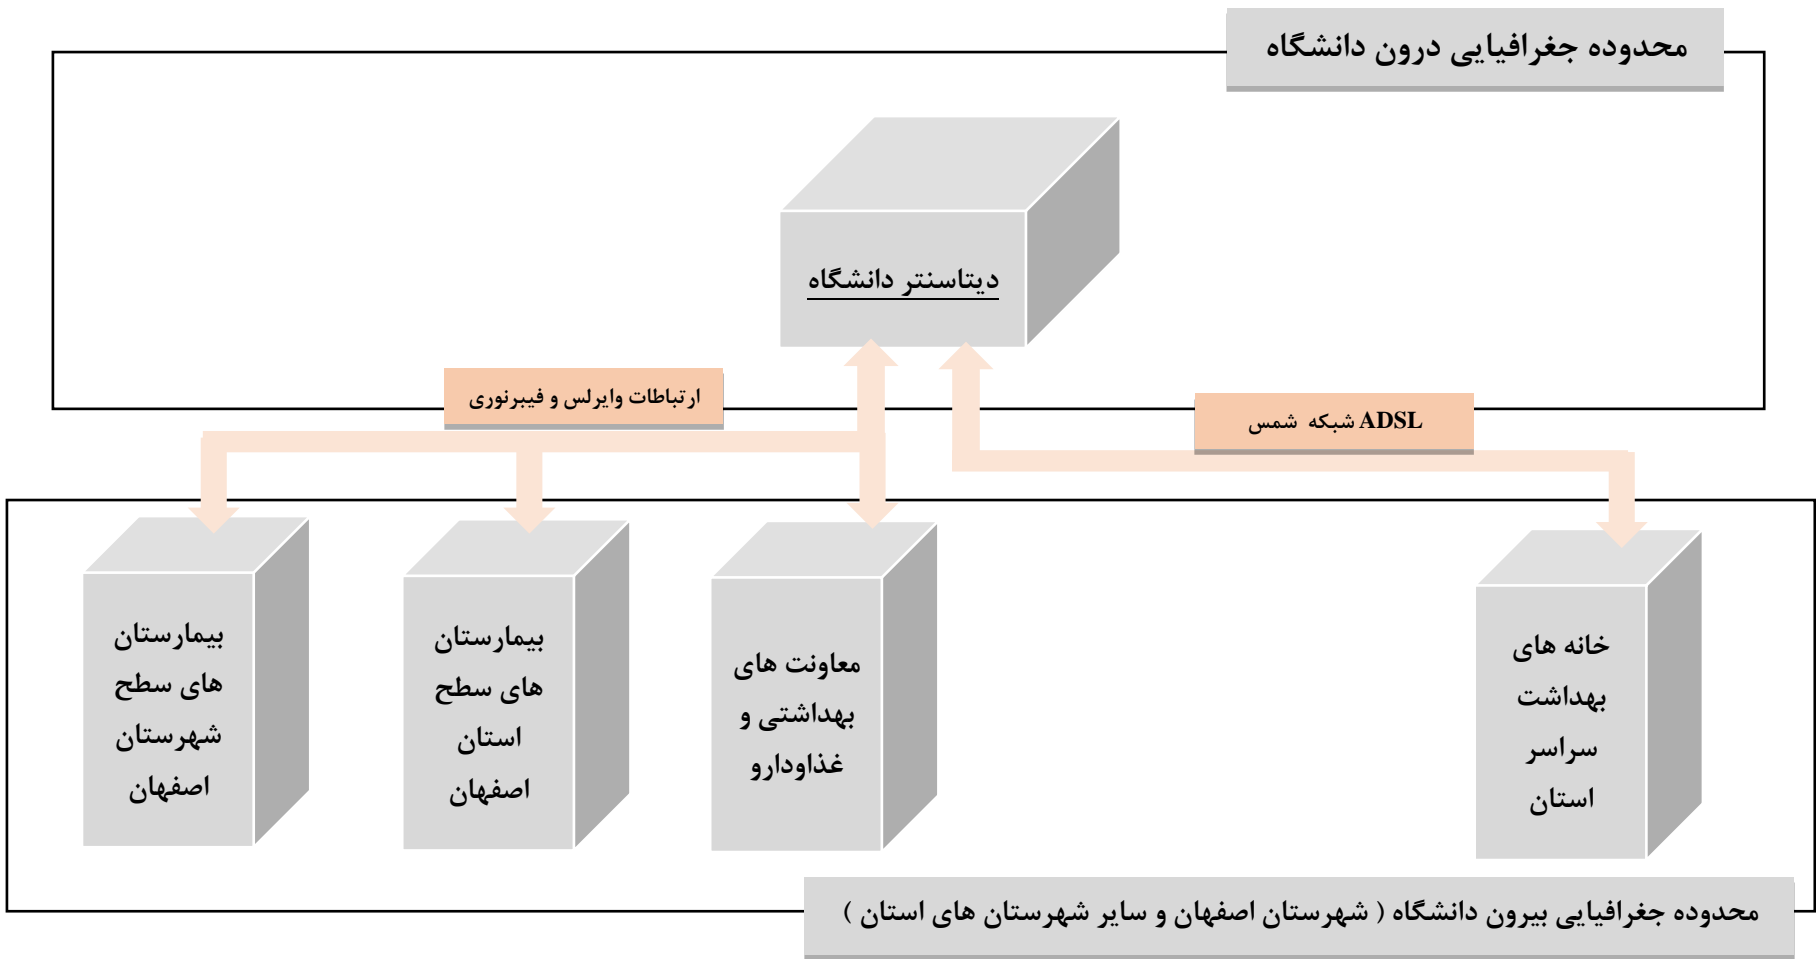 محدوده جغرافیایی درون دانشگاه
دیتاسنتر دانشگاه
ارتباطات وایرلس و فیبرنوری
ADSL شبکه شمس
خانه های
بهداشت
سراسر
استان
معاونت های
بهداشتی و
غذاودارو
بیمارستان
های سطح
استان
اصفهان
بیمارستان
های سطح
شهرستان
اصفهان
محدوده جغرافیایی بیرون دانشگاه ( شهرستان اصفهان و سایر شهرستان های استان )